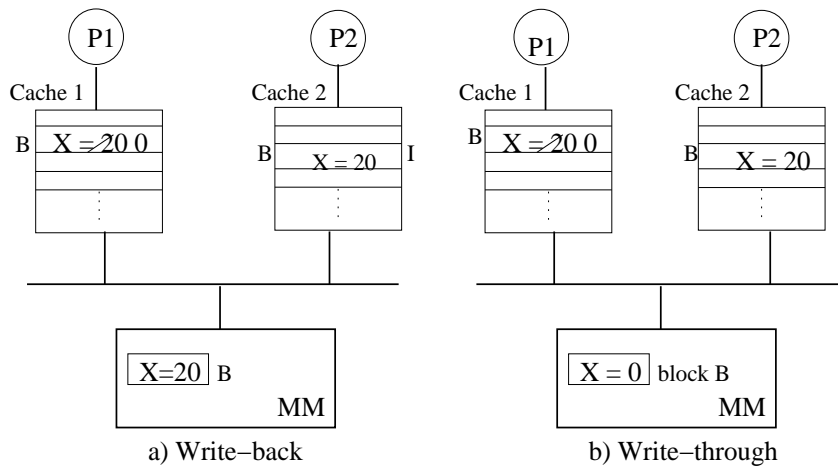 P1
P2
P1
P2
Cache 1
Cache 2
Cache 1
Cache 2
B
X = 20 0
B
X = 20
I
B
X = 20 0
B
X = 20
X=20
B
MM
X = 0
block B
MM
a) Write−back
b) Write−through